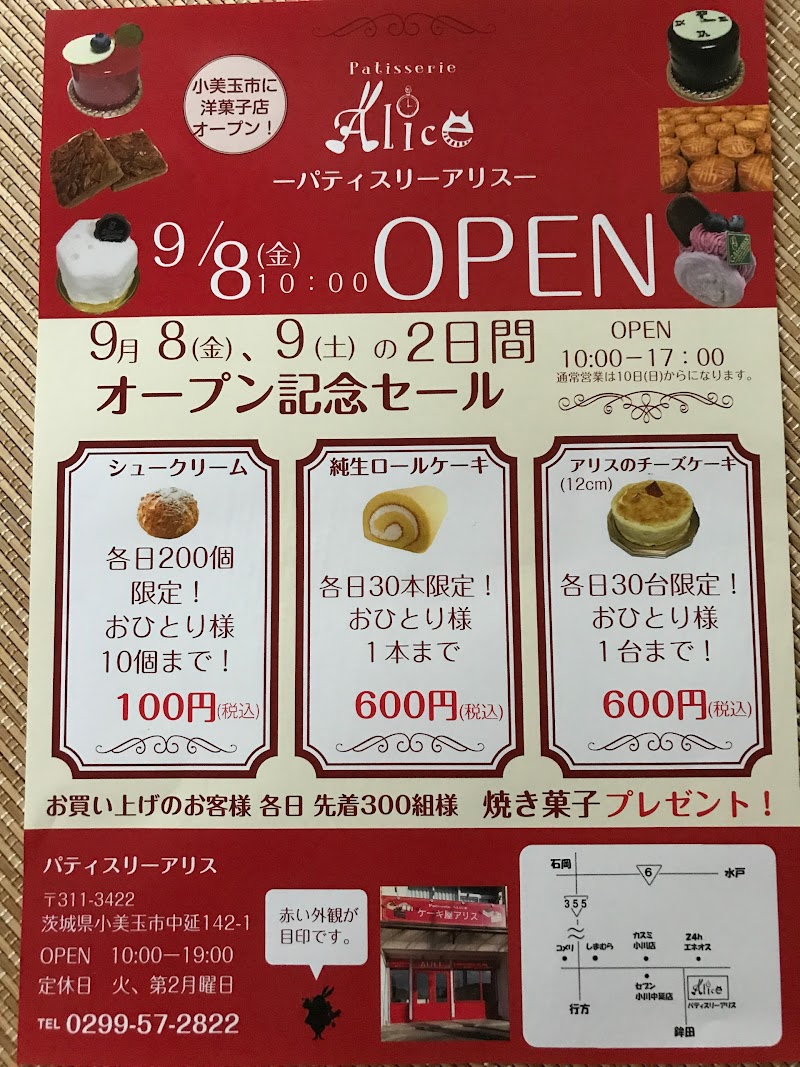 小美玉市に
洋菓子店
オープン！
Patisserie
Alice
ーパティスリーアリスー
9/8(金)
10：00
OPEN
9月8(金)、9(土)の2日間
オープン記念セール
OPEN
10:00ー17：00
通常営業は10日(日)からになります。
シュークリーム
各日200個
限定！
おひとり様
10個まで！
100円(税込)
純生ロールケーキ
各日30本限定！
おひとり様
１本まで
600円(税込)
アリスのチーズケーキ
(12cm)
各日30台限定！
おひとり様
１台まで！
600円(税込)
お買い上げのお客様 各日 先着300組様 焼き菓子プレゼント！
パティスリーアリス
〒311-3422
茨城県小美玉市中延142-1
OPEN 10:00ー19:00
定休日 火、第2月曜日
TEL 0299-57-2822
赤い外観が
目印です。
ケーキ屋アリス
石岡
6
水戸
355
コメリ
しまむら
カスミ
小川店
24h
エネオス
セブン
小川中延店
Alice
パティスリーアリス
行方
鉾田